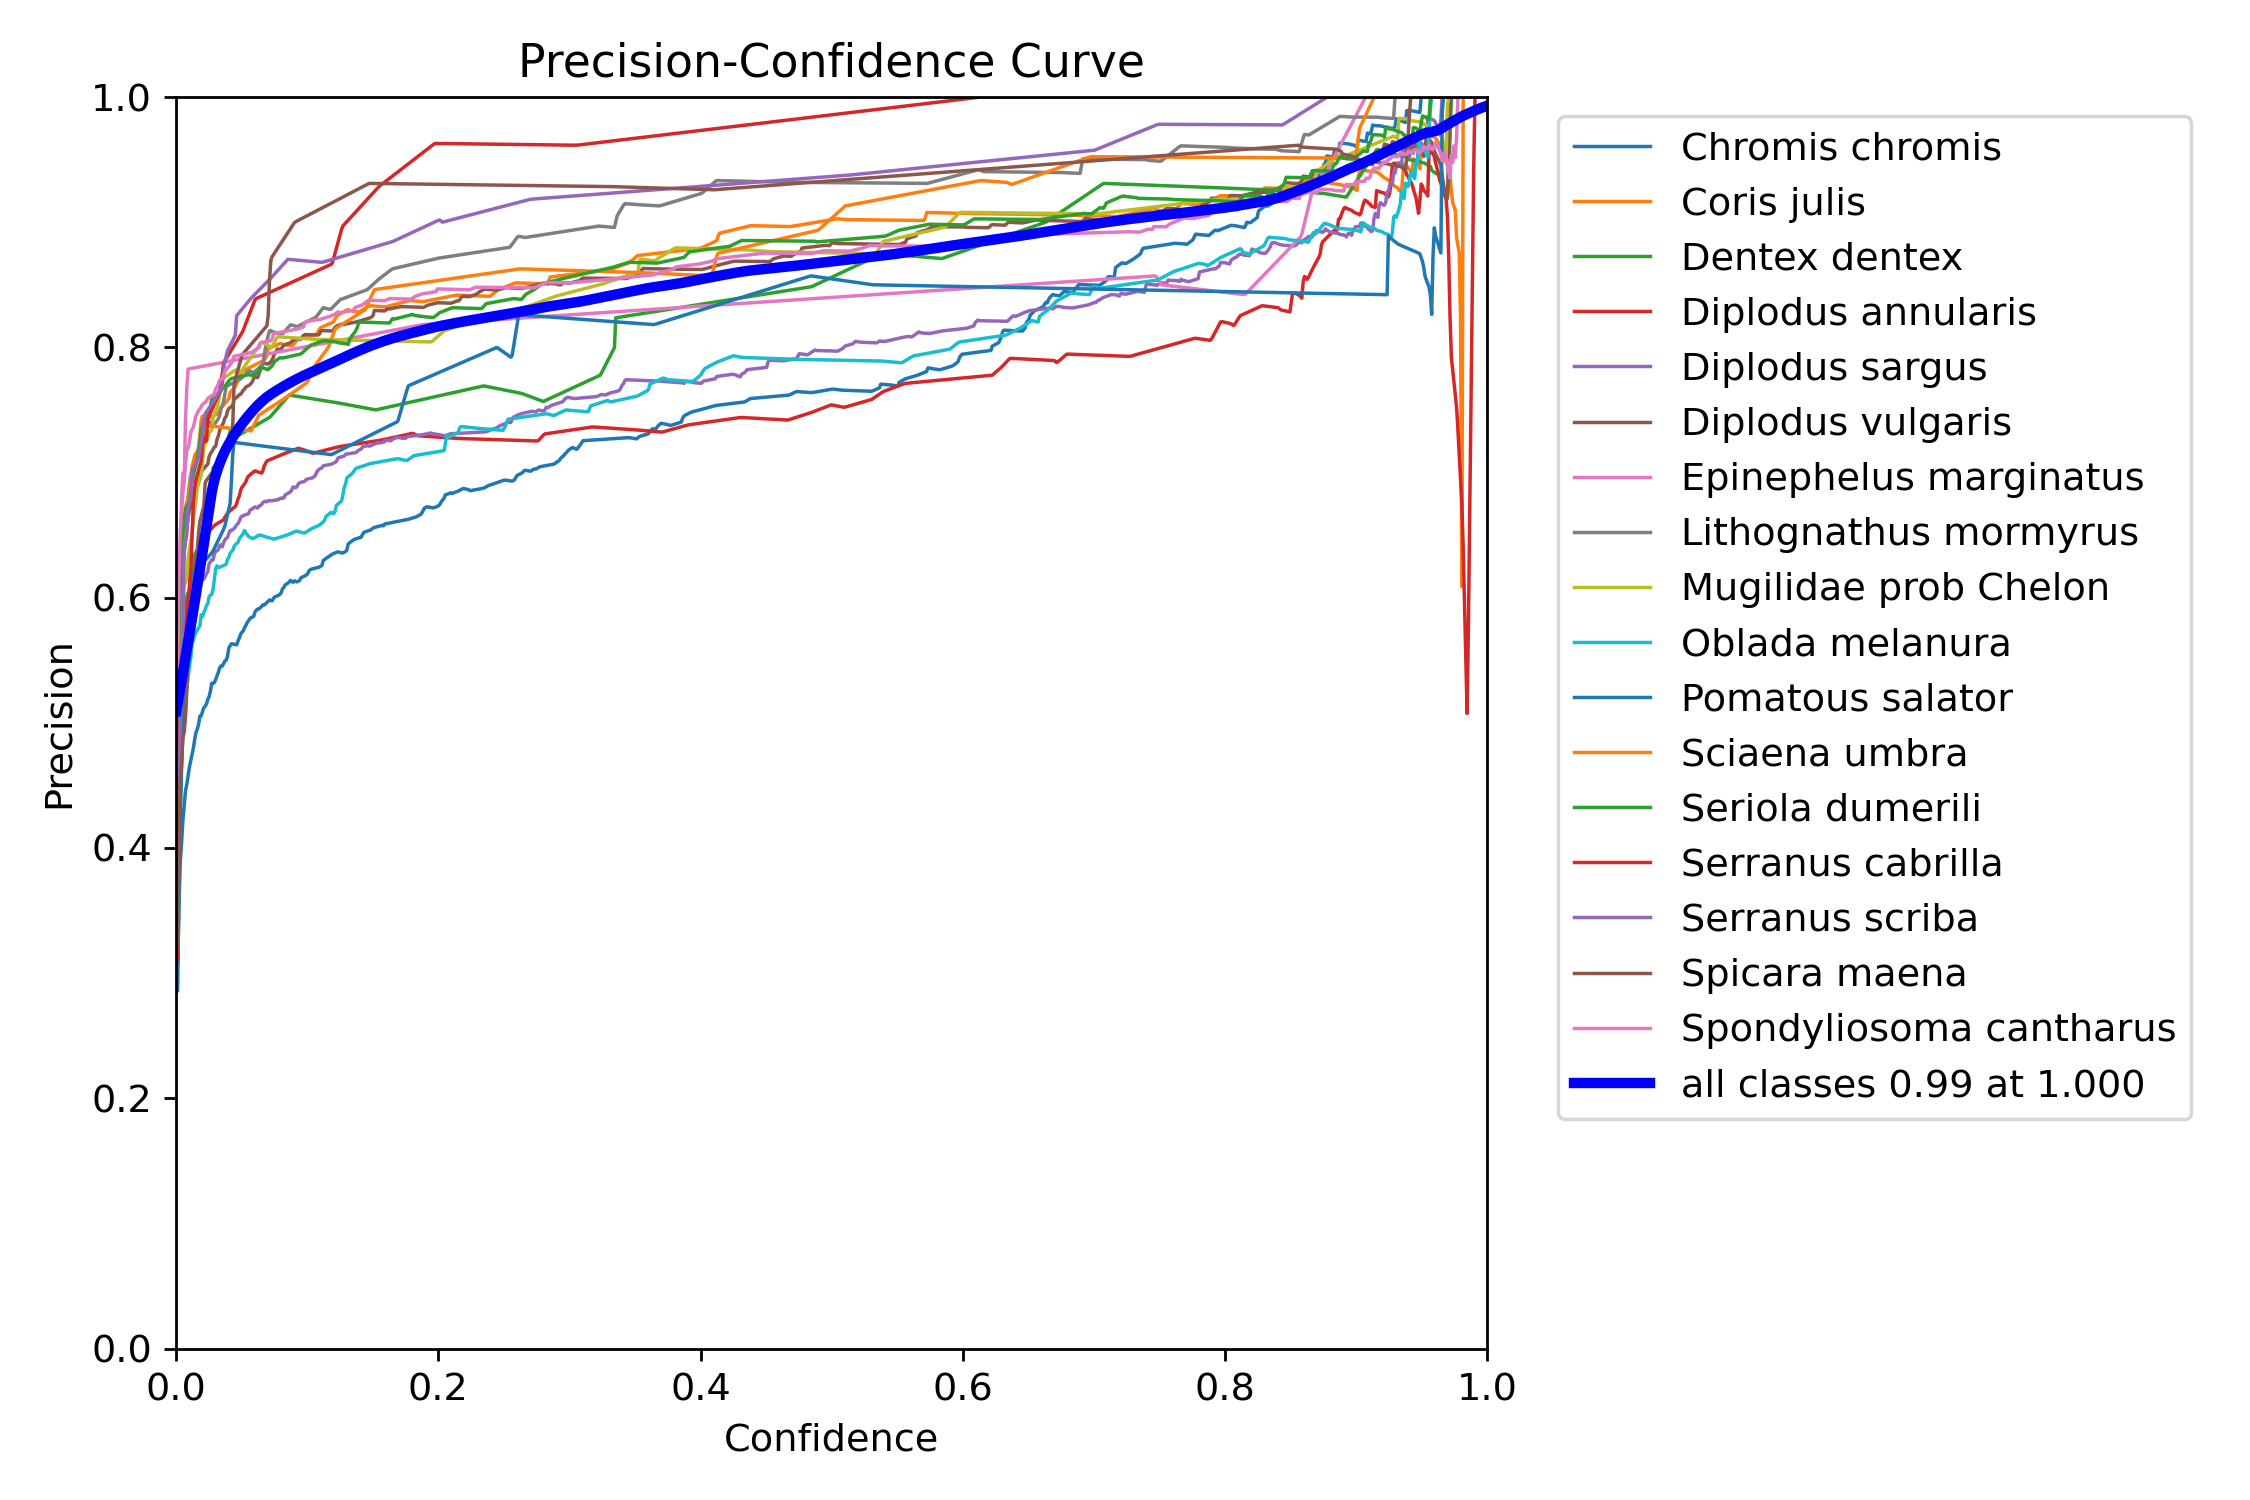 Precision-Confidence Curve
1.0
0.8
0.6
0.4
0.2
0.0
Precision
0.0 0.2 0.4 0.6 0.8 1.0
Confidence
Chromis chromis
Coris julis
Dentex dentex
Diplodus annularis
Diplodus sargus
Diplodus vulgaris
Epinephelus marginatus
Lithognathus mormyrus
Mugilidae prob Chelon
Oblada melanura
Pomatous salator
Sciaena umbra
Seriola dumerili
Serranus cabrilla
Serranus scriba
Spicara maena
Spondyliosoma cantharus
all classes 0.99 at 1.000